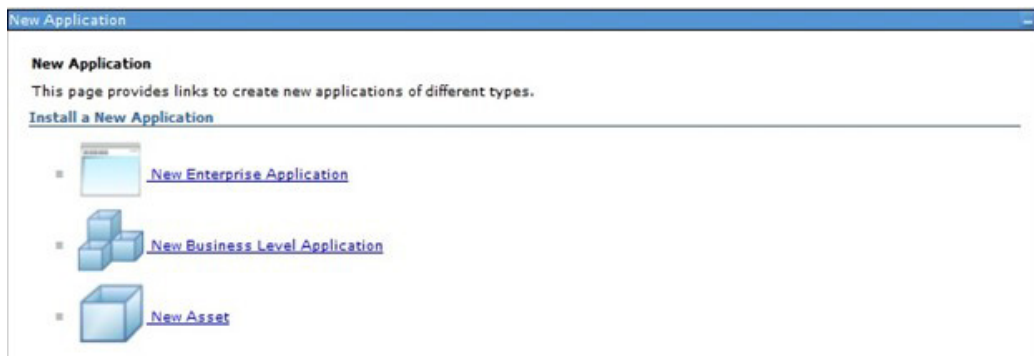 New Application
New Application
This page provides links to create new applications of different types.
Install a New Application
New Enterprise Application
New Business Level Application
New Asset